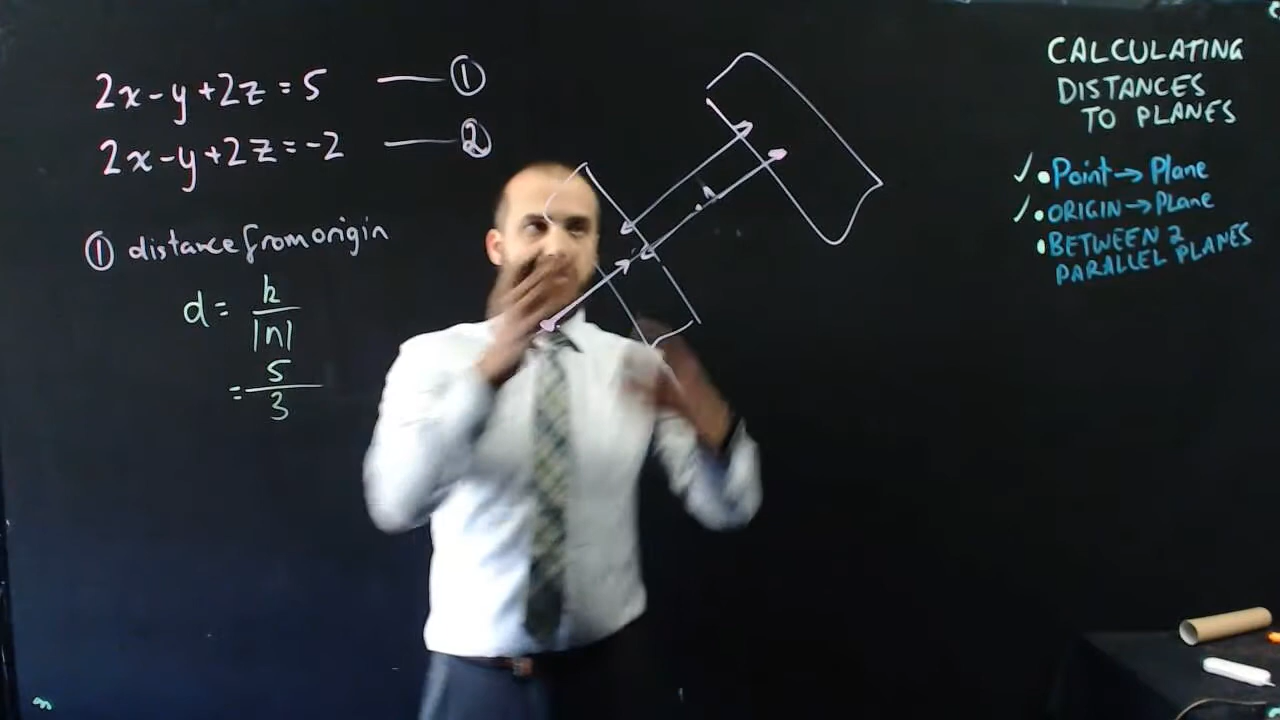 2x-y+2z=5 —— ①
2x-y+2z=-2 —— ②
① distance from origin
d = k
|n|
= 5
3
n
CALCULATING
DISTANCES
TO PLANES
✓ • Point → Plane
✓ • ORIGIN → Plane
• BETWEEN 2
PARALLEL PLANES